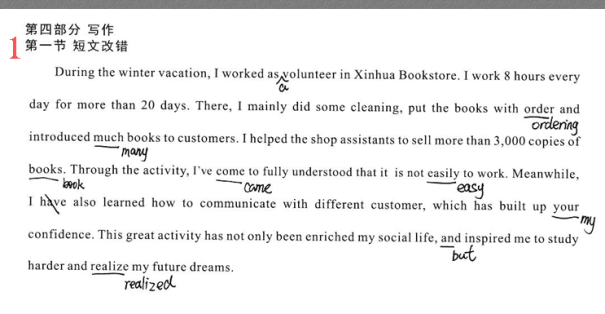 第四部分 写作
1 第一节 短文改错
During the winter vacation, I worked as volunteer in Xinhua Bookstore. I work 8 hours every
a
day for more than 20 days. There, I mainly did some cleaning, put the books with order and
ordering
introduced much books to customers. I helped the shop assistants to sell more than 3,000 copies of
many
books. Through the activity, I've come to fully understood that it is not easily to work. Meanwhile,
book came easy
I have also learned how to communicate with different customer, which has built up your
my
confidence. This great activity has not only been enriched my social life, and inspired me to study
but
harder and realize my future dreams.
realized